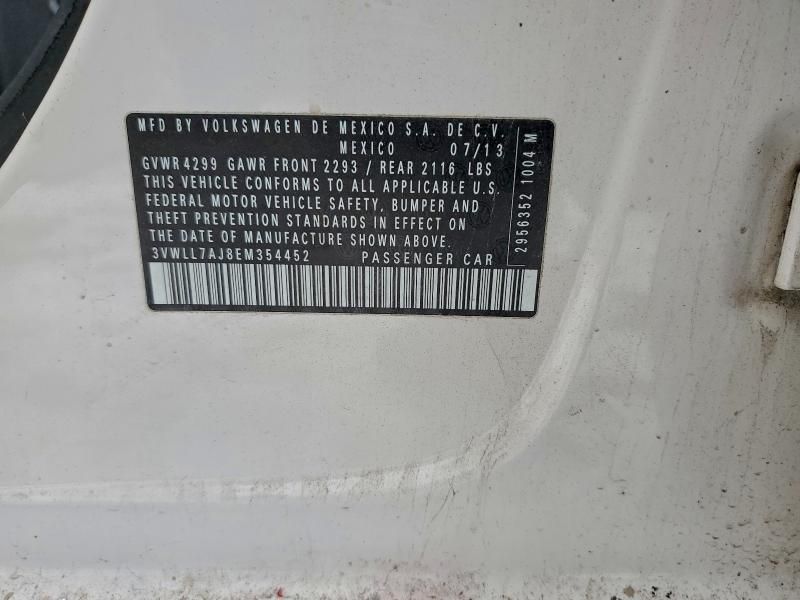 MFD BY VOLKSWAGEN DE MEXICO S.A. DE C.V.
MEXICO 07/13
GVWR 4299 GAWR FRONT 2293 / REAR 2116 LBS
THIS VEHICLE CONFORMS TO ALL APPLICABLE U.S.
FEDERAL MOTOR VEHICLE SAFETY, BUMPER AND
THEFT PREVENTION STANDARDS IN EFFECT ON
THE DATE OF MANUFACTURE SHOWN ABOVE.
3VWLL7AJ8EM354452 PASSENGER CAR
2956352 1004 M